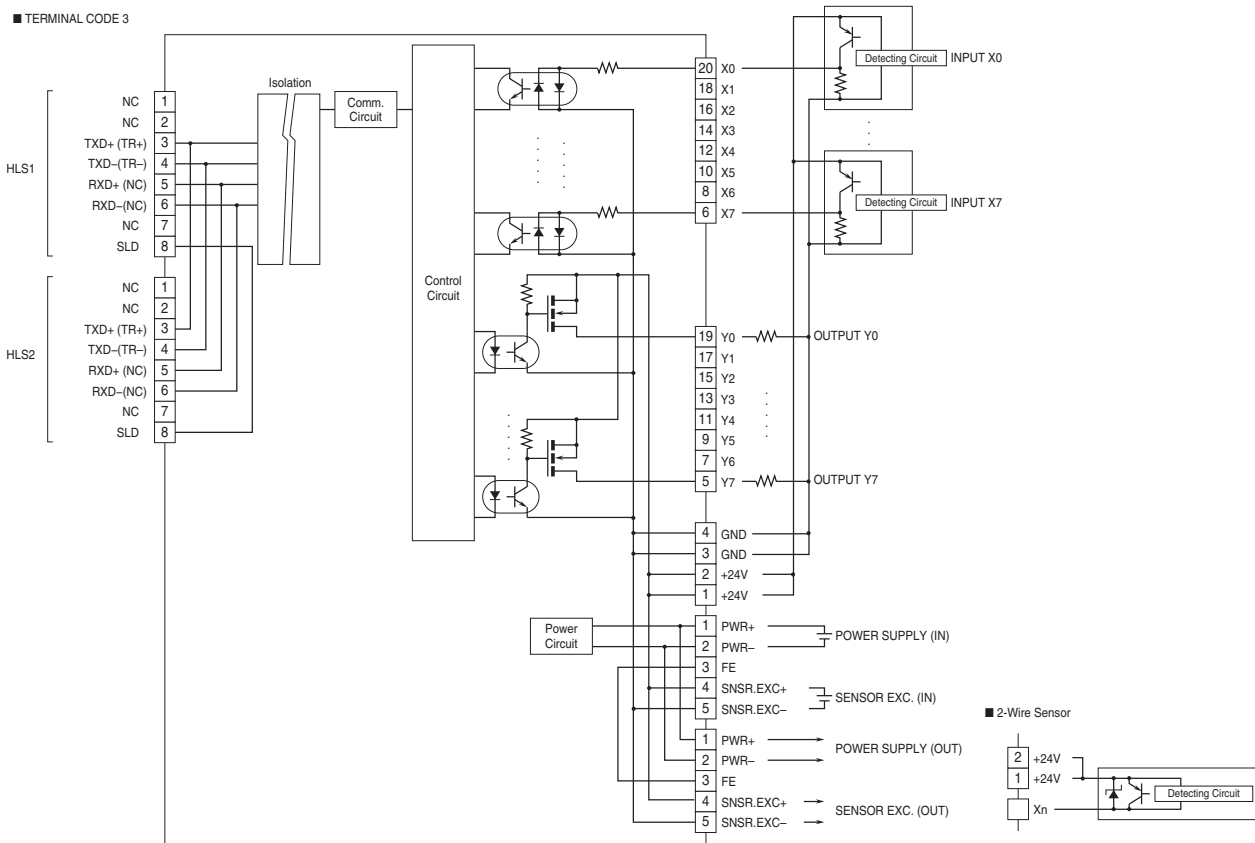 ■ TERMINAL CODE 3
HLS1
NC 1
NC 2
TXD+ (TR+) 3
TXD−(TR−) 4
RXD+ (NC) 5
RXD−(NC) 6
NC 7
SLD 8
HLS2
NC 1
NC 2
TXD+ (TR+) 3
TXD−(TR−) 4
RXD+ (NC) 5
RXD−(NC) 6
NC 7
SLD 8
Isolation
Comm.
Circuit
Control
Circuit
20 X0
18 X1
16 X2
14 X3
12 X4
10 X5
8 X6
6 X7
Detecting Circuit INPUT X0
Detecting Circuit INPUT X7
19 Y0 OUTPUT Y0
17 Y1
15 Y2
13 Y3
11 Y4
9 Y5
7 Y6
5 Y7 OUTPUT Y7
4 GND
3 GND
2 +24V
1 +24V
Power
Circuit
1 PWR+
2 PWR−
POWER SUPPLY (IN)
3 FE
4 SNSR.EXC+
5 SNSR.EXC−
SENSOR EXC. (IN)
1 PWR+
2 PWR−
POWER SUPPLY (OUT)
3 FE
4 SNSR.EXC+
5 SNSR.EXC−
SENSOR EXC. (OUT)
■ 2-Wire Sensor
2 +24V
1 +24V
Xn
Detecting Circuit